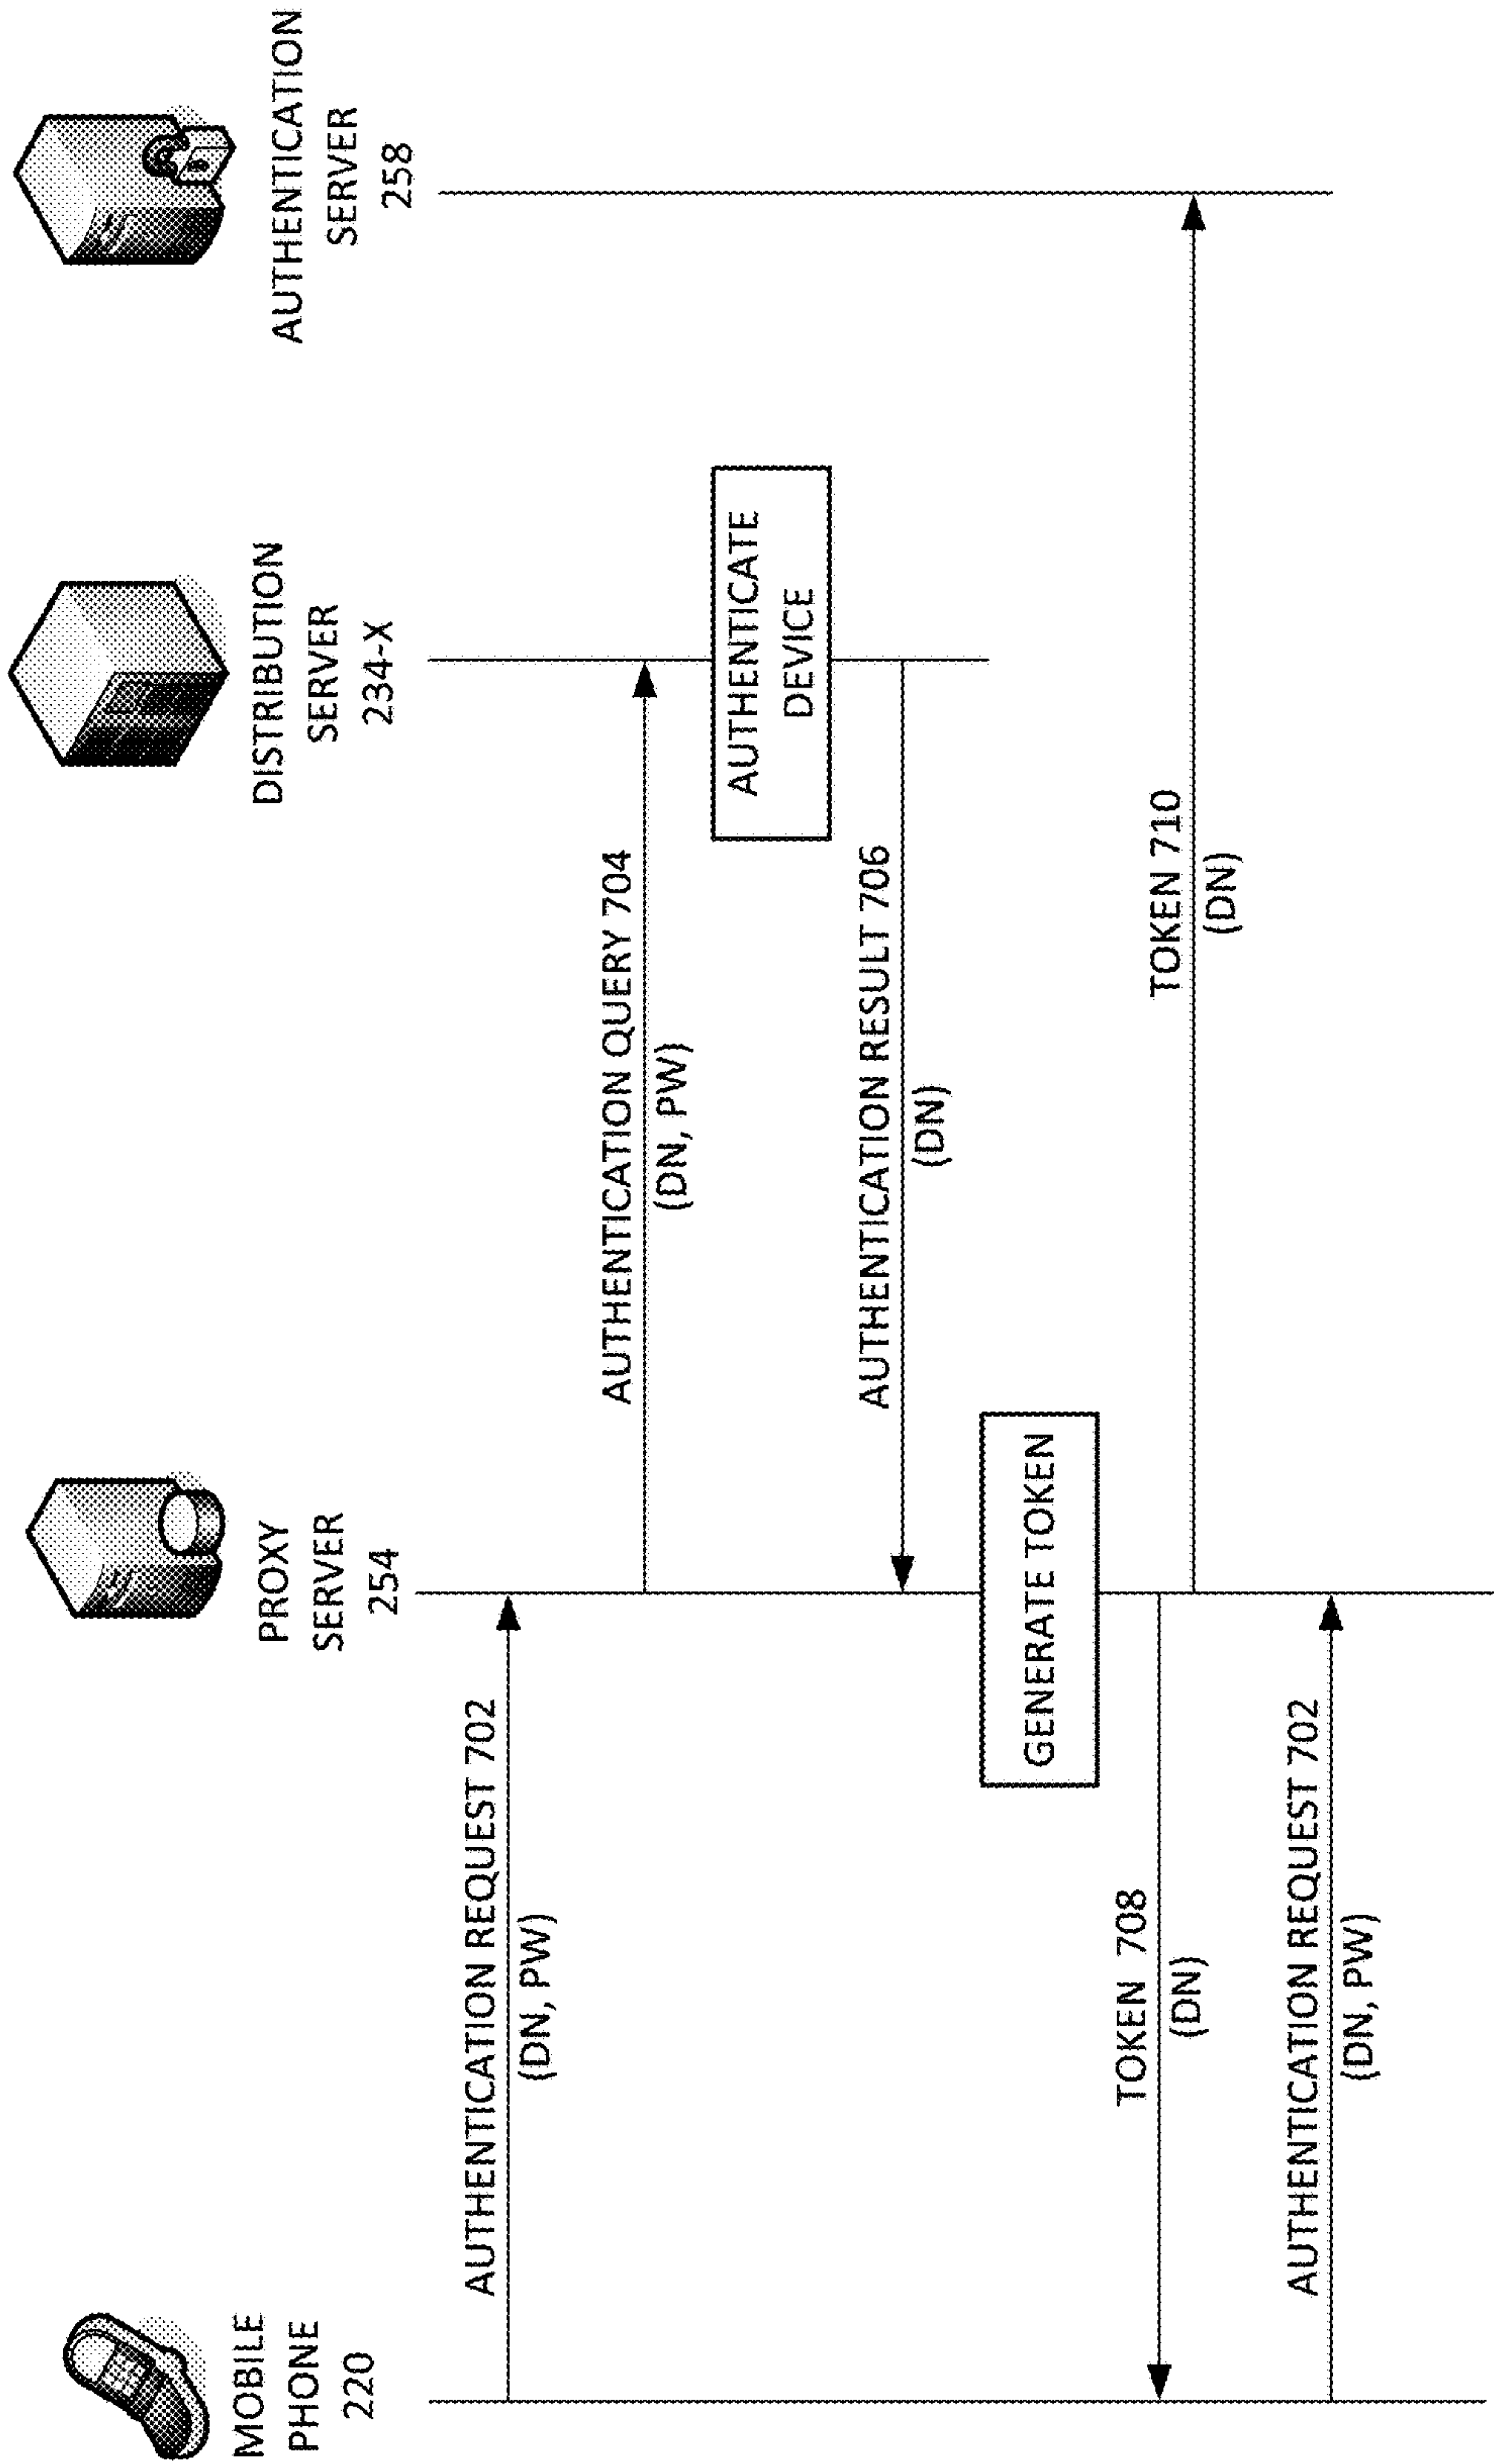 MOBILE
PHONE
220
PROXY
SERVER
254
DISTRIBUTION
SERVER
234-X
AUTHENTICATION
SERVER
258
AUTHENTICATION REQUEST 702
(DN, PW)
AUTHENTICATION QUERY 704
(DN, PW)
AUTHENTICATE
DEVICE
AUTHENTICATION RESULT 706
(DN)
GENERATE TOKEN
TOKEN 708
(DN)
TOKEN 710
(DN)
AUTHENTICATION REQUEST 702
(DN, PW)